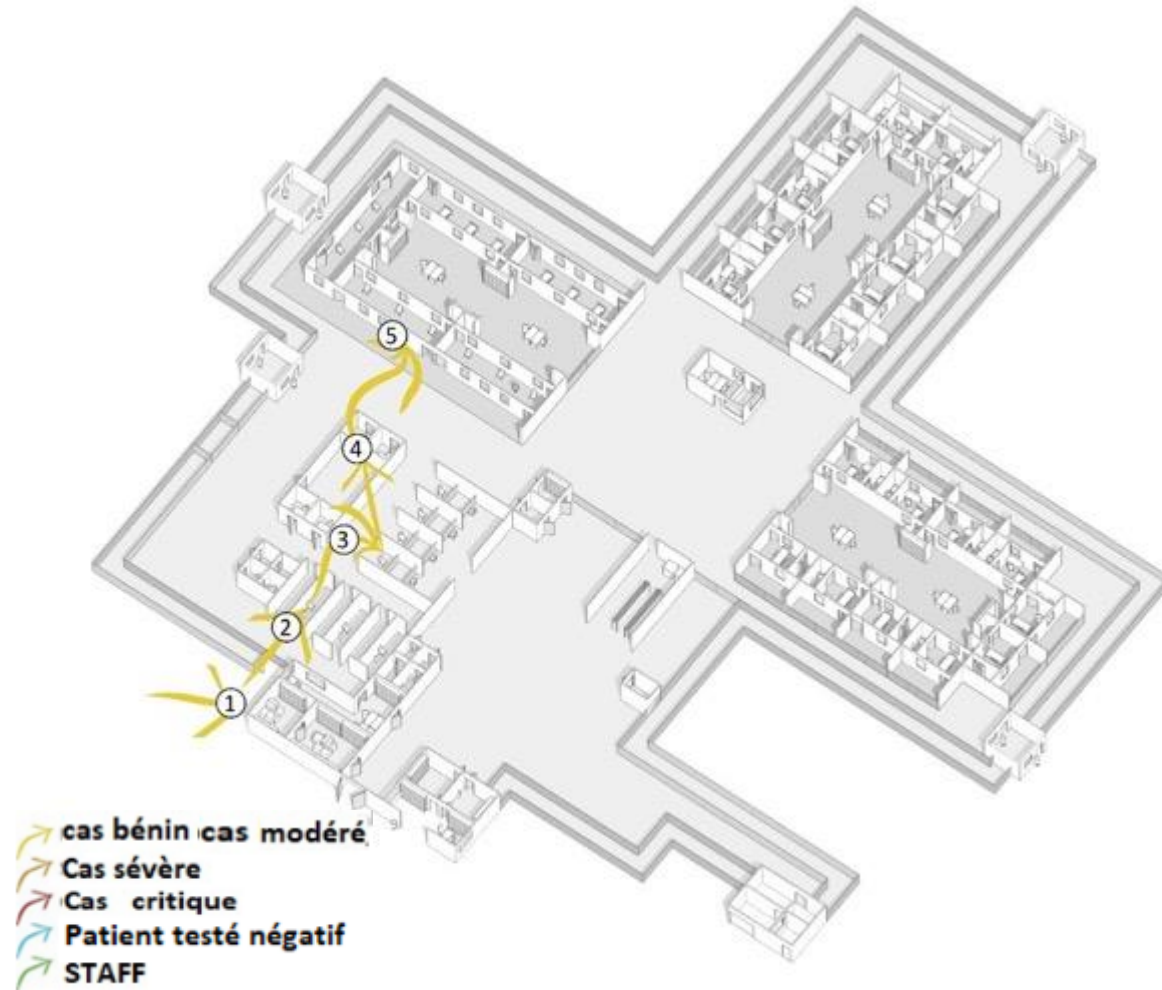 5
4
3
2
1
cas bénin cas modéré
Cas sévère
Cas critique
Patient testé négatif
STAFF